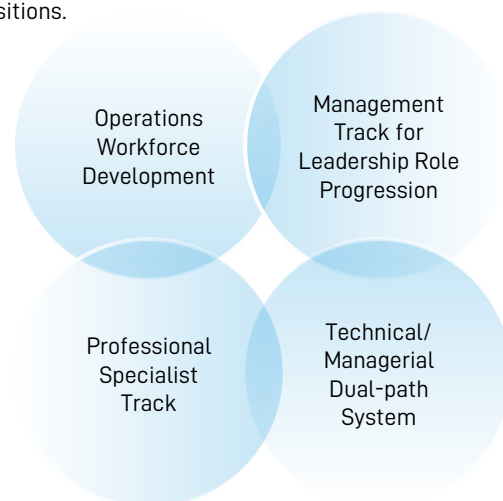 sitions.
Operations
Workforce
Development
Management
Track for
Leadership Role
Progression
Professional
Specialist
Track
Technical/
Managerial
Dual-path
System